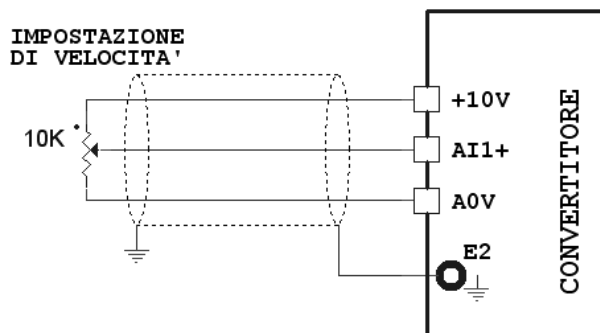 IMPOSTAZIONE
DI VELOCITA'
10K
+10V
AI1+
A0V
E2
CONVERTITORE